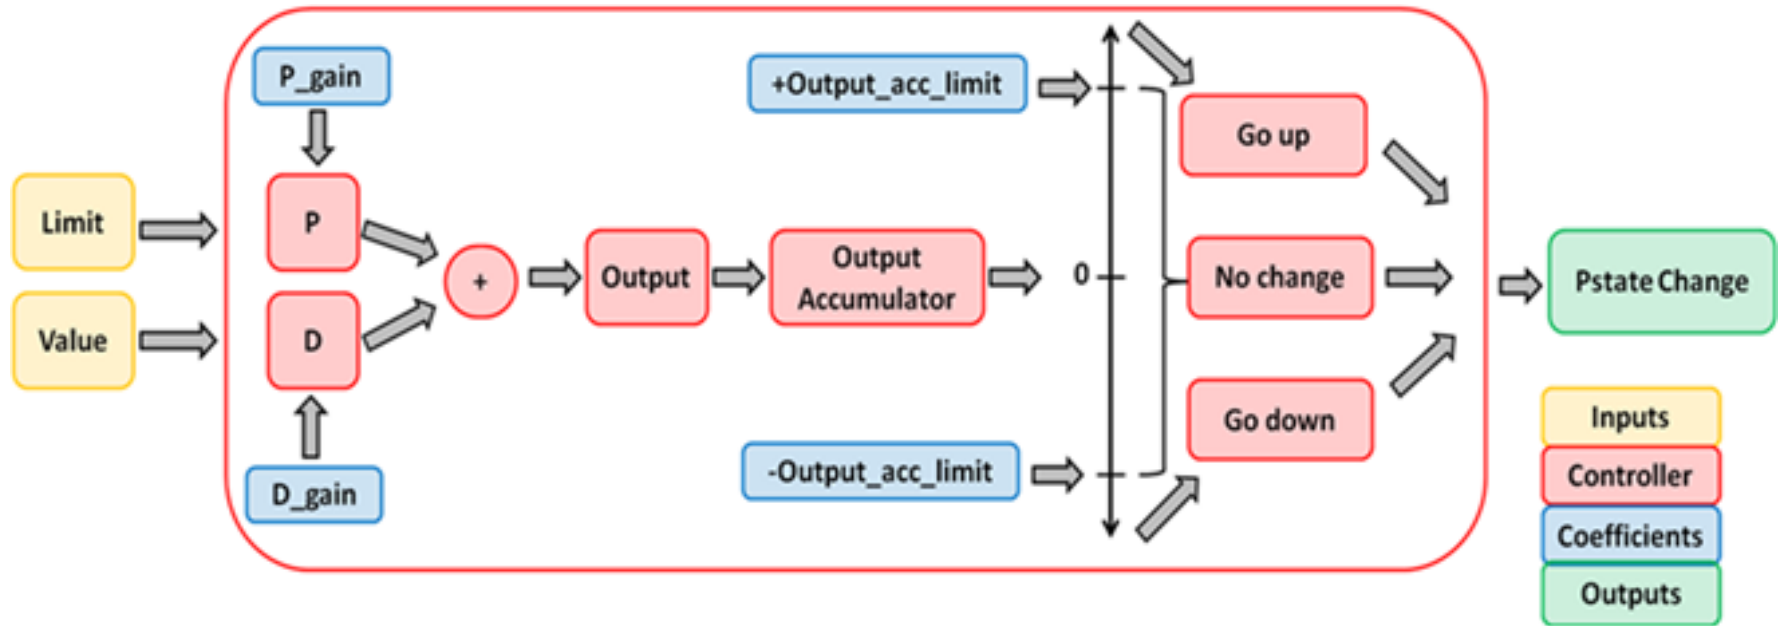 P_gain
+Output_acc_limit
Go up
Limit
P
Value
D
+
Output
Output
Accumulator
0
No change
Pstate Change
Go down
-Output_acc_limit
D_gain
Inputs
Controller
Coefficients
Outputs